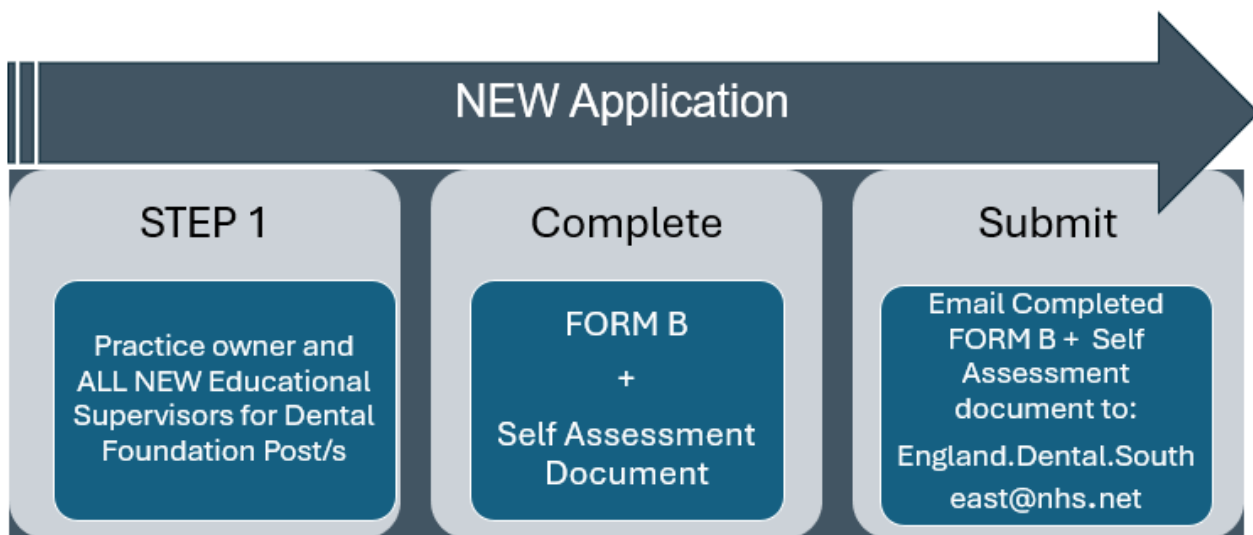 NEW Application
STEP 1
Practice owner and
ALL NEW Educational
Supervisors for Dental
Foundation Post/s
Complete
FORM B
+
Self Assessment
Document
Submit
Email Completed
FORM B + Self
Assessment
document to:
England.Dental.South
east@nhs.net